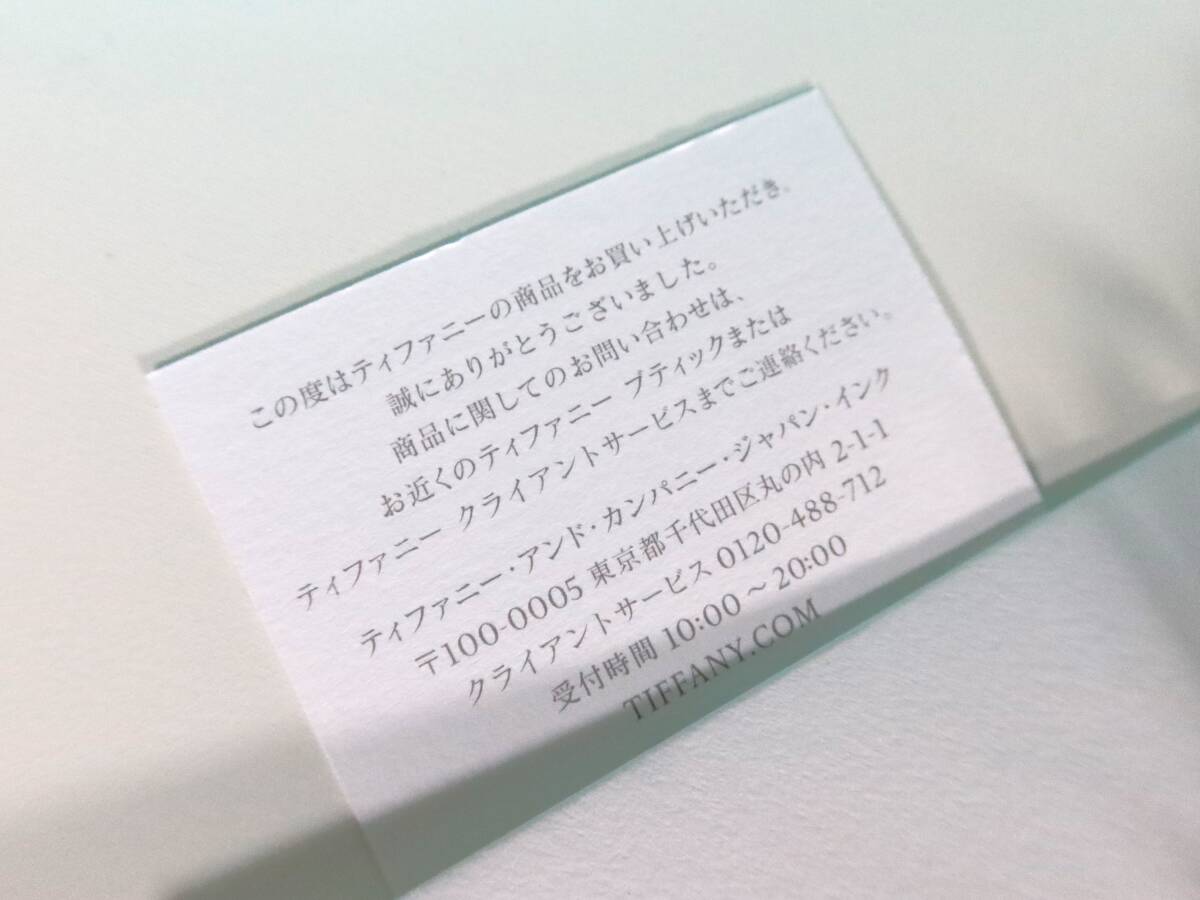 この度はティファニーの商品をお買い上げいただき、
誠にありがとうございました。
商品に関してのお問い合わせは、
お近くのティファニー ブティックまたは
ティファニー クライアントサービスまでご連絡ください。
ティファニー・アンド・カンパニー・ジャパン・インク
〒100-0005 東京都千代田区丸の内 2-1-1
クライアントサービス 0120-488-712
受付時間 10:00～20:00
TIFFANY.COM